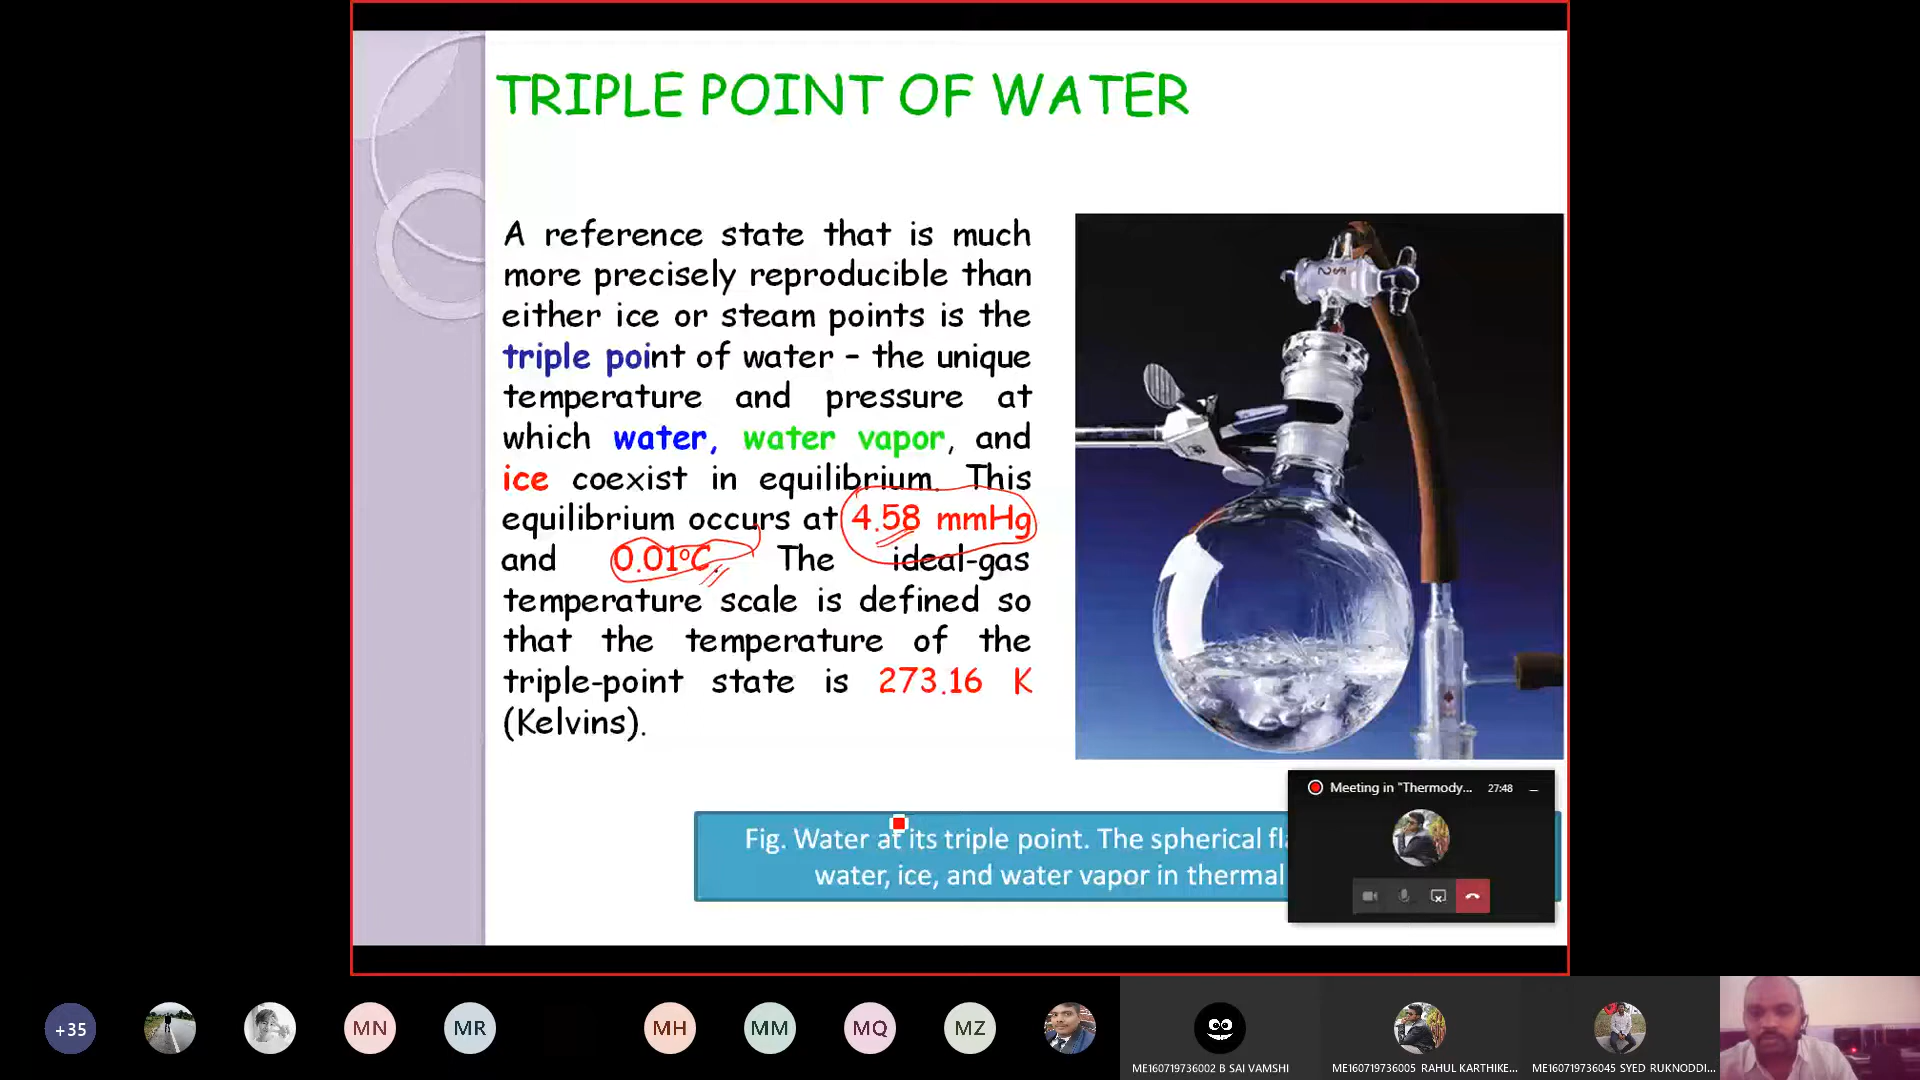 TRIPLE POINT OF WATER
A reference state that is much
more precisely reproducible than
either ice or steam points is the
triple point of water – the unique
temperature and pressure at
which water, water vapor, and
ice coexist in equilibrium. This
equilibrium occurs at 4.58 mmHg
and 0.01°C. The ideal-gas
temperature scale is defined so
that the temperature of the
triple-point state is 273.16 K
(Kelvins).
Fig. Water at its triple point. The spherical fl
water, ice, and water vapor in thermal
Meeting in "Thermody... 27:48
+35
MN
MR
MH
MM
MQ
MZ
ME160719736002 B SAI VAMSHI
ME160719736005 RAHUL KARTHIKE...
ME160719736045 SYED RUKNODDI...